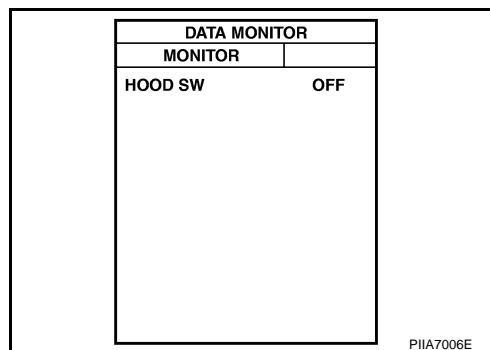 DATA MONITOR
MONITOR
HOOD SW OFF
PIIA7006E